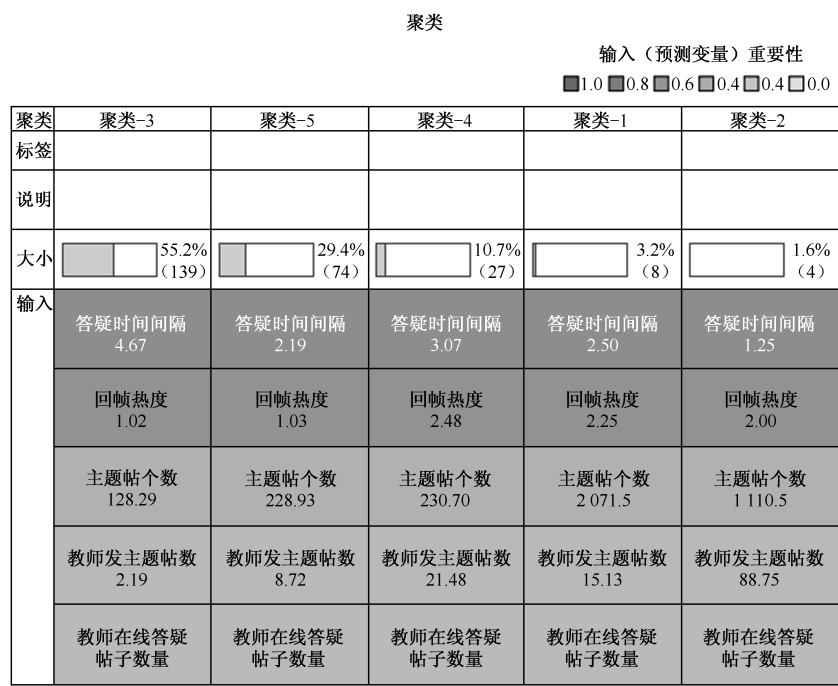 聚类
输入（预测变量）重要性
1.0 0.8 0.6 0.4 0.4 0.0
聚类 聚类-3 聚类-5 聚类-4 聚类-1 聚类-2
标签
说明
大小 55.2% 29.4% 10.7% 3.2% 1.6%
（139） （74） （27） （8） （4）
输入
答疑时间间隔 答疑时间间隔 答疑时间间隔 答疑时间间隔 答疑时间间隔
4.67 2.19 3.07 2.50 1.25
回帧热度 回帧热度 回帧热度 回帧热度 回帧热度
1.02 1.03 2.48 2.25 2.00
主题帖个数 主题帖个数 主题帖个数 主题帖个数 主题帖个数
128.29 228.93 230.70 2 071.5 1 110.5
教师发主题帖数 教师发主题帖数 教师发主题帖数 教师发主题帖数 教师发主题帖数
2.19 8.72 21.48 15.13 88.75
教师在线答疑 教师在线答疑 教师在线答疑 教师在线答疑 教师在线答疑
帖子数量 帖子数量 帖子数量 帖子数量 帖子数量